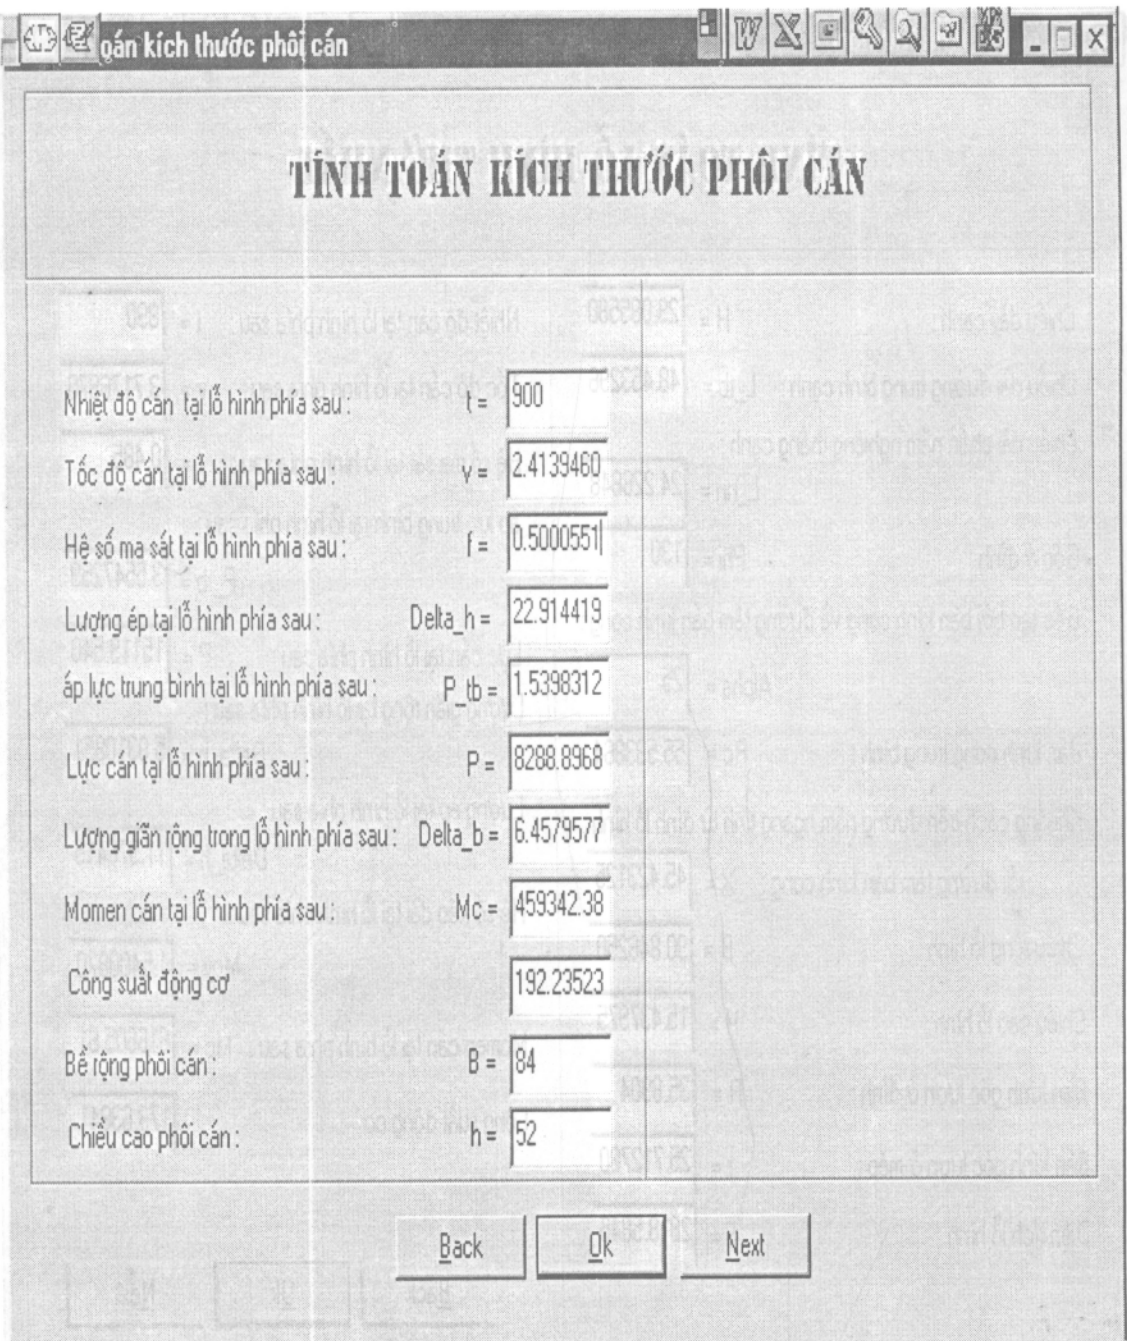 oán kích thước phôi cán
TÍNH TOÁN KÍCH THƯỚC PHÔI CÁN
Nhiệt độ cán tại lỗ hình phía sau : t = 900
Tốc độ cán tại lỗ hình phía sau : v = 2.4139460
Hệ số ma sát tại lỗ hình phía sau : f = 0.5000551
Lượng ép tại lỗ hình phía sau : Delta_h = 22.914419
áp lực trung bình tại lỗ hình phía sau : P_tb = 1.5398312
Lực cán tại lỗ hình phía sau : P = 8288.8968
Lượng giãn rộng trong lỗ hình phía sau : Delta_b = 6.4579577
Momen cán tại lỗ hình phía sau : Mc = 459342.38
Công suất động cơ 192.23523
Bề rộng phôi cán : B = 84
Chiều cao phôi cán : h = 52
Back Ok Next